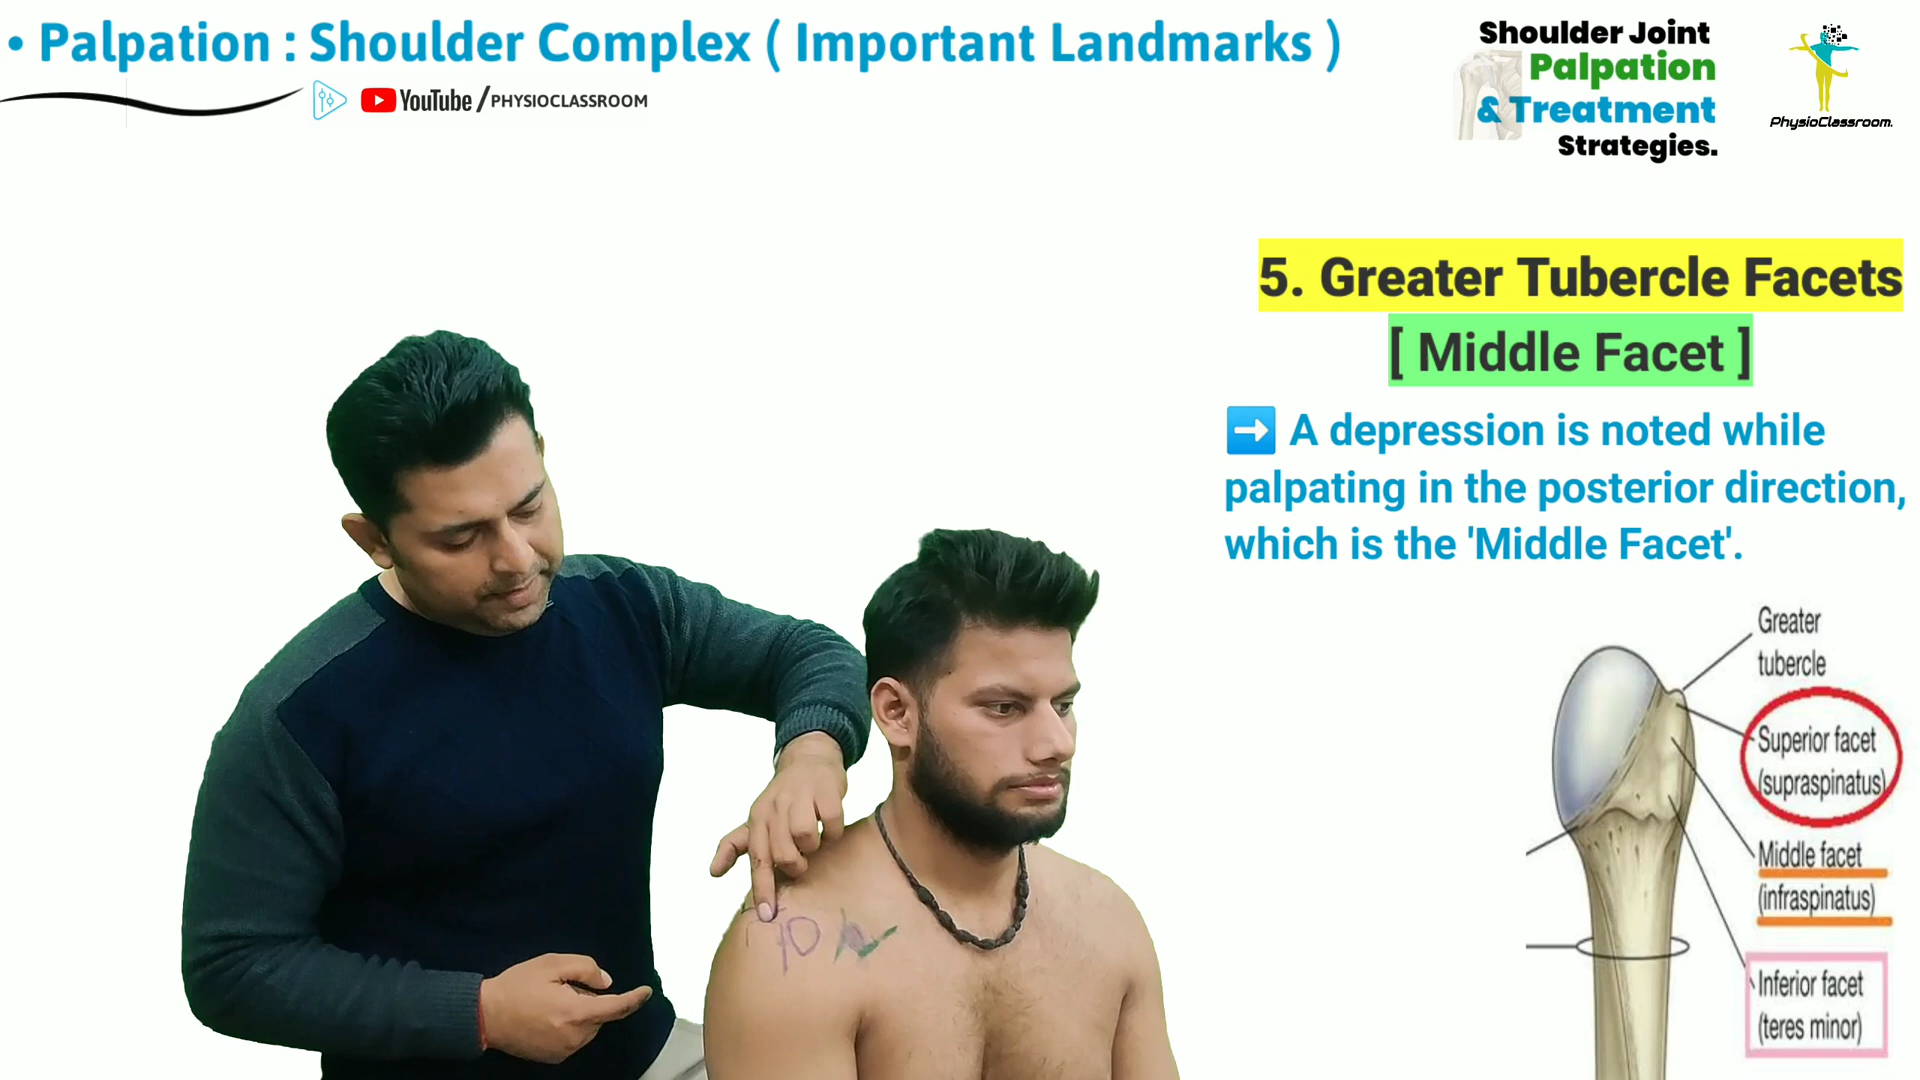 • Palpation : Shoulder Complex ( Important Landmarks )
YouTube /PHYSIOCLASSROOM
Shoulder Joint
Palpation
& Treatment
Strategies.
PhysioClassroom.
5. Greater Tubercle Facets
[ Middle Facet ]
➡ A depression is noted while
palpating in the posterior direction,
which is the 'Middle Facet'.
Greater
tubercle
Superior facet
(supraspinatus)
Middle facet
(infraspinatus)
Inferior facet
(teres minor)